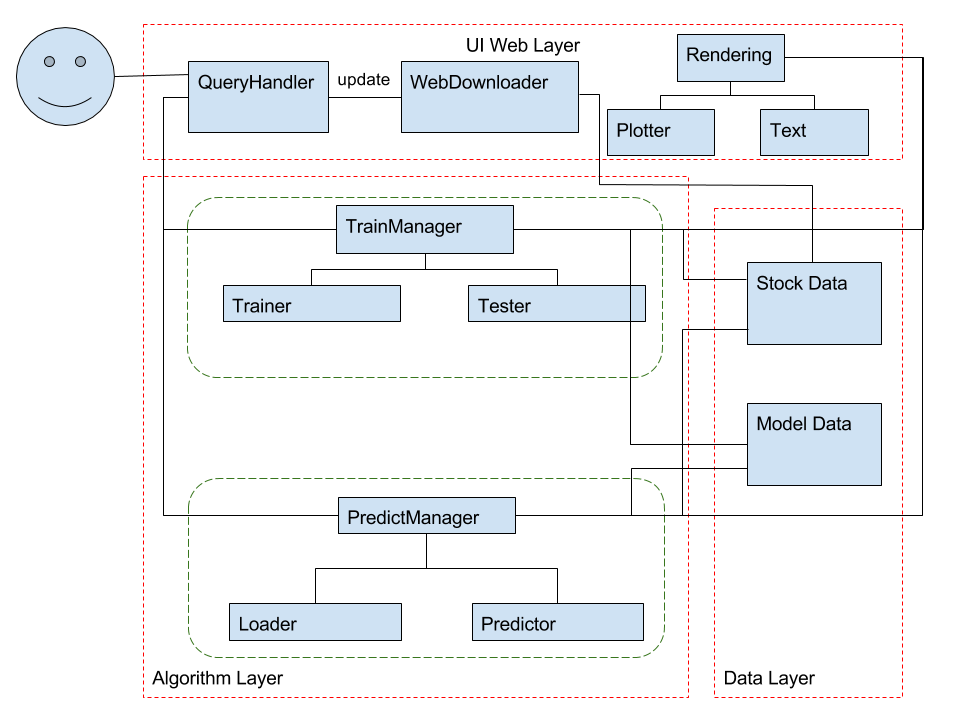 UI Web Layer
Rendering
QueryHandler
update
WebDownloader
Plotter
Text
TrainManager
Trainer
Tester
Stock Data
Model Data
PredictManager
Loader
Predictor
Algorithm Layer
Data Layer